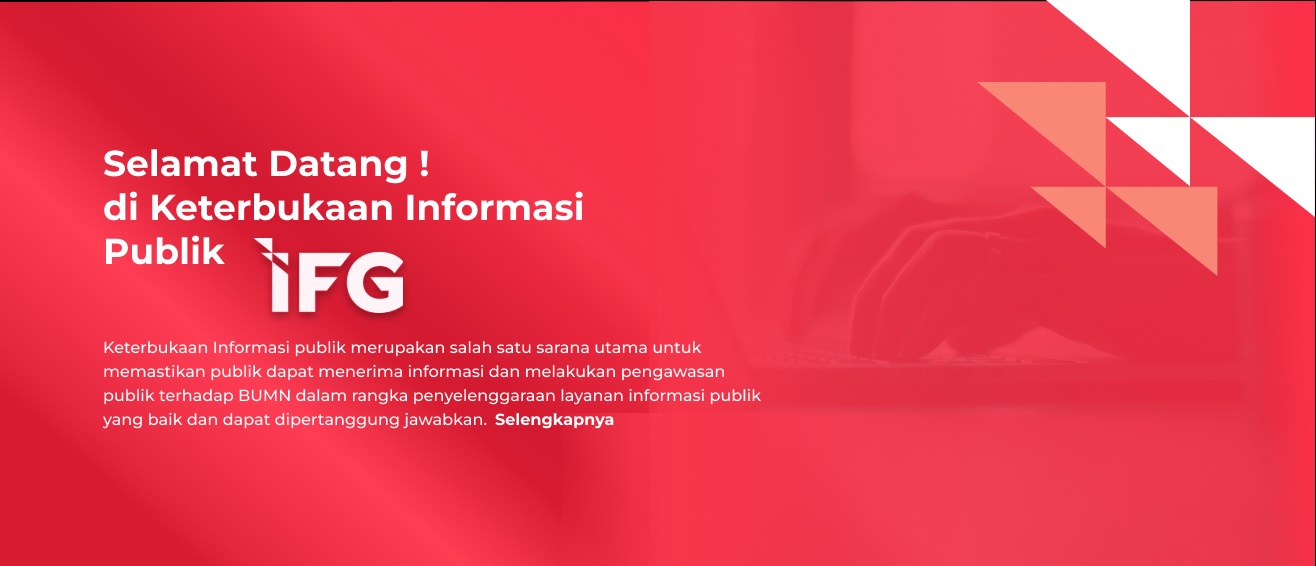 Selamat Datang !
di Keterbukaan Informasi
Publik IFG
Keterbukaan Informasi publik merupakan salah satu sarana utama untuk
memastikan publik dapat menerima informasi dan melakukan pengawasan
publik terhadap BUMN dalam rangka penyelenggaraan layanan informasi publik
yang baik dan dapat dipertanggung jawabkan. Selengkapnya